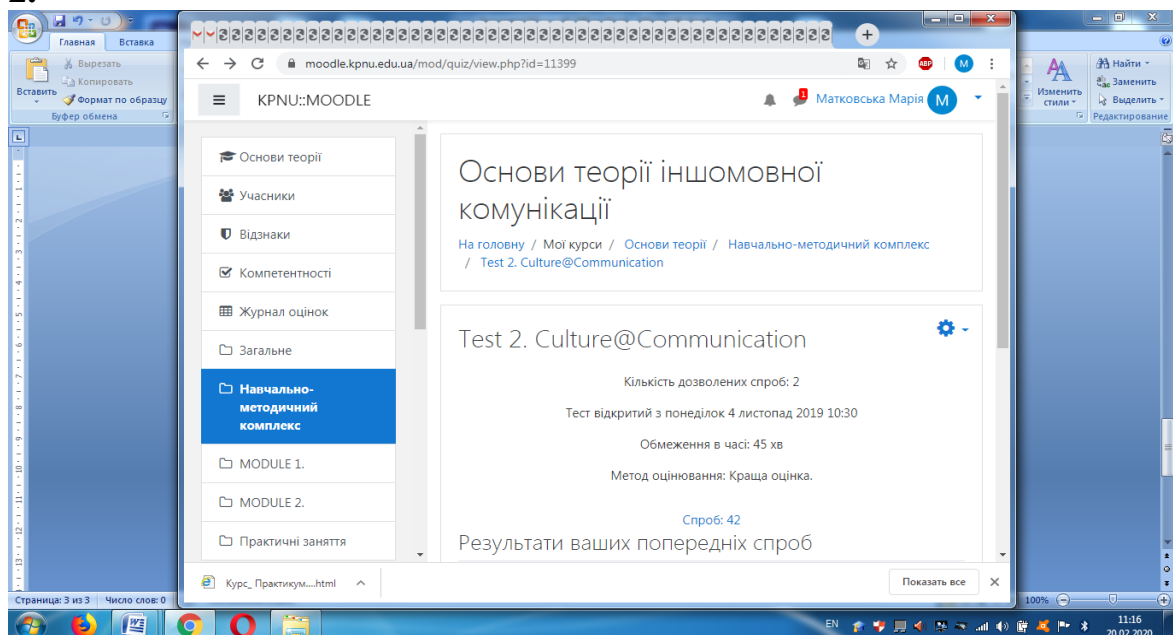 2.
Главная Вставка
Вырезать
Копировать
Формат по образцу
Вставить
Буфер обмена
Найти
Заменить
Выделить
Изменить стили
Редактирование
moodle.kpnu.edu.ua/mod/quiz/view.php?id=11399
ABP
M
KPNU::MOODLE
Матковська Марія M
Основи теорії
Учасники
Відзнаки
Компетентності
Журнал оцінок
Загальне
Навчально-
методичний
комплекс
MODULE 1.
MODULE 2.
Практичні заняття
Основи теорії іншомовної
комунікації
На головну / Мої курси / Основи теорії / Навчально-методичний комплекс
/ Test 2. Culture@Communication
Test 2. Culture@Communication
Кількість дозволених спроб: 2
Тест відкритий з понеділок 4 листопад 2019 10:30
Обмеження в часі: 45 хв
Метод оцінювання: Краща оцінка.
Спроб: 42
Результати ваших попередніх спроб
Курс_ Практикум....html
Показать все
Страница: 3 из 3 Число слов: 0
100%
EN
11:16
20.02.2020